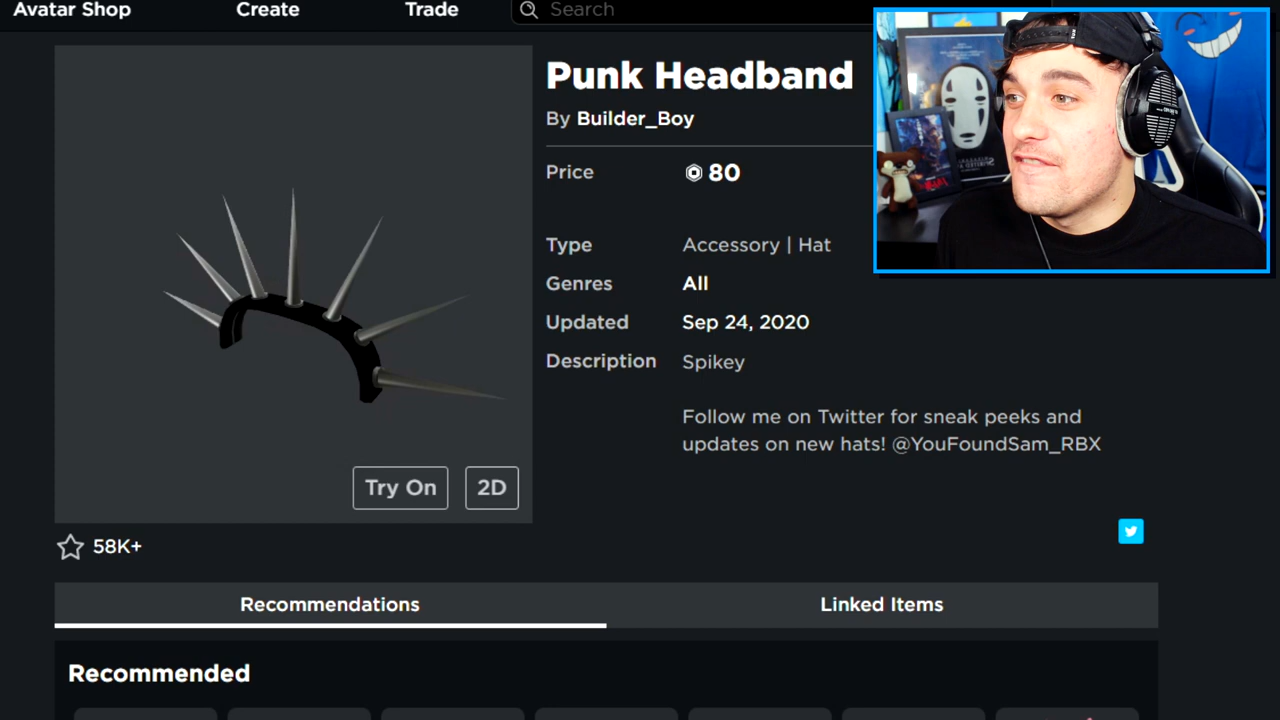 Avatar Shop
Create
Trade
Search
Punk Headband
By Builder_Boy
Price
80
Type
Accessory | Hat
Genres
All
Updated
Sep 24, 2020
Description
Spikey
Follow me on Twitter for sneak peeks and
updates on new hats! @YouFoundSam_RBX
Try On
2D
58K+
Recommendations
Linked Items
Recommended